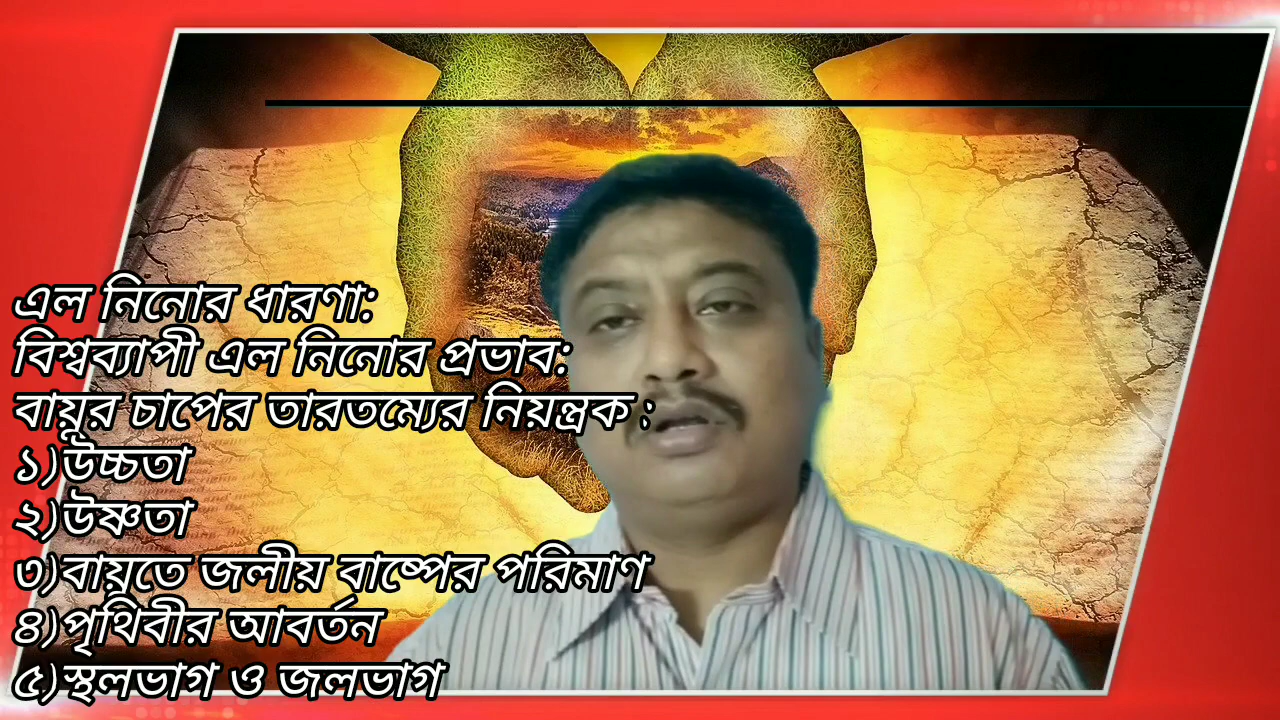 এল নিনোর ধারণা:
বিশ্বব্যাপী এল নিনোর প্রভাব:
বায়ুর চাপের তারতম্যের নিয়ন্ত্রক :
১)উচ্চতা
২)উষ্ণতা
৩)বায়ুতে জলীয় বাষ্পের পরিমাণ
৪)পৃথিবীর আবর্তন
৫)স্থলভাগ ও জলভাগ